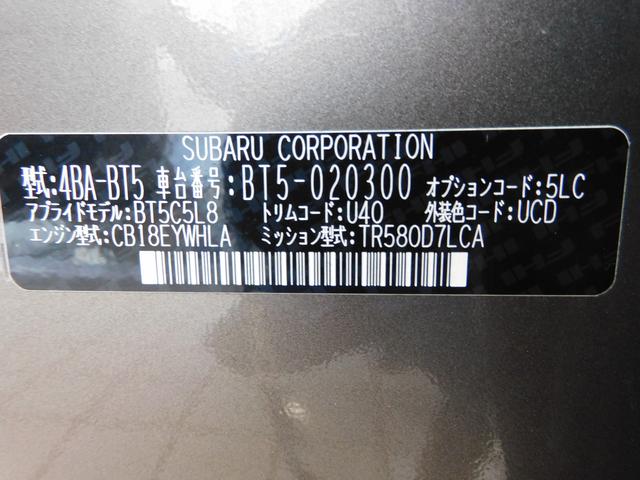 SUBARU CORPORATION
型式:4BA-BT5 車台番号:BT5-020300 オプションコード:5LC
アプライドモデル:BT5C5L8 トリムコード:U40 外装色コード:UCD
エンジン型式:CB18EYWHLA ミッション型式:TR580D7LCA